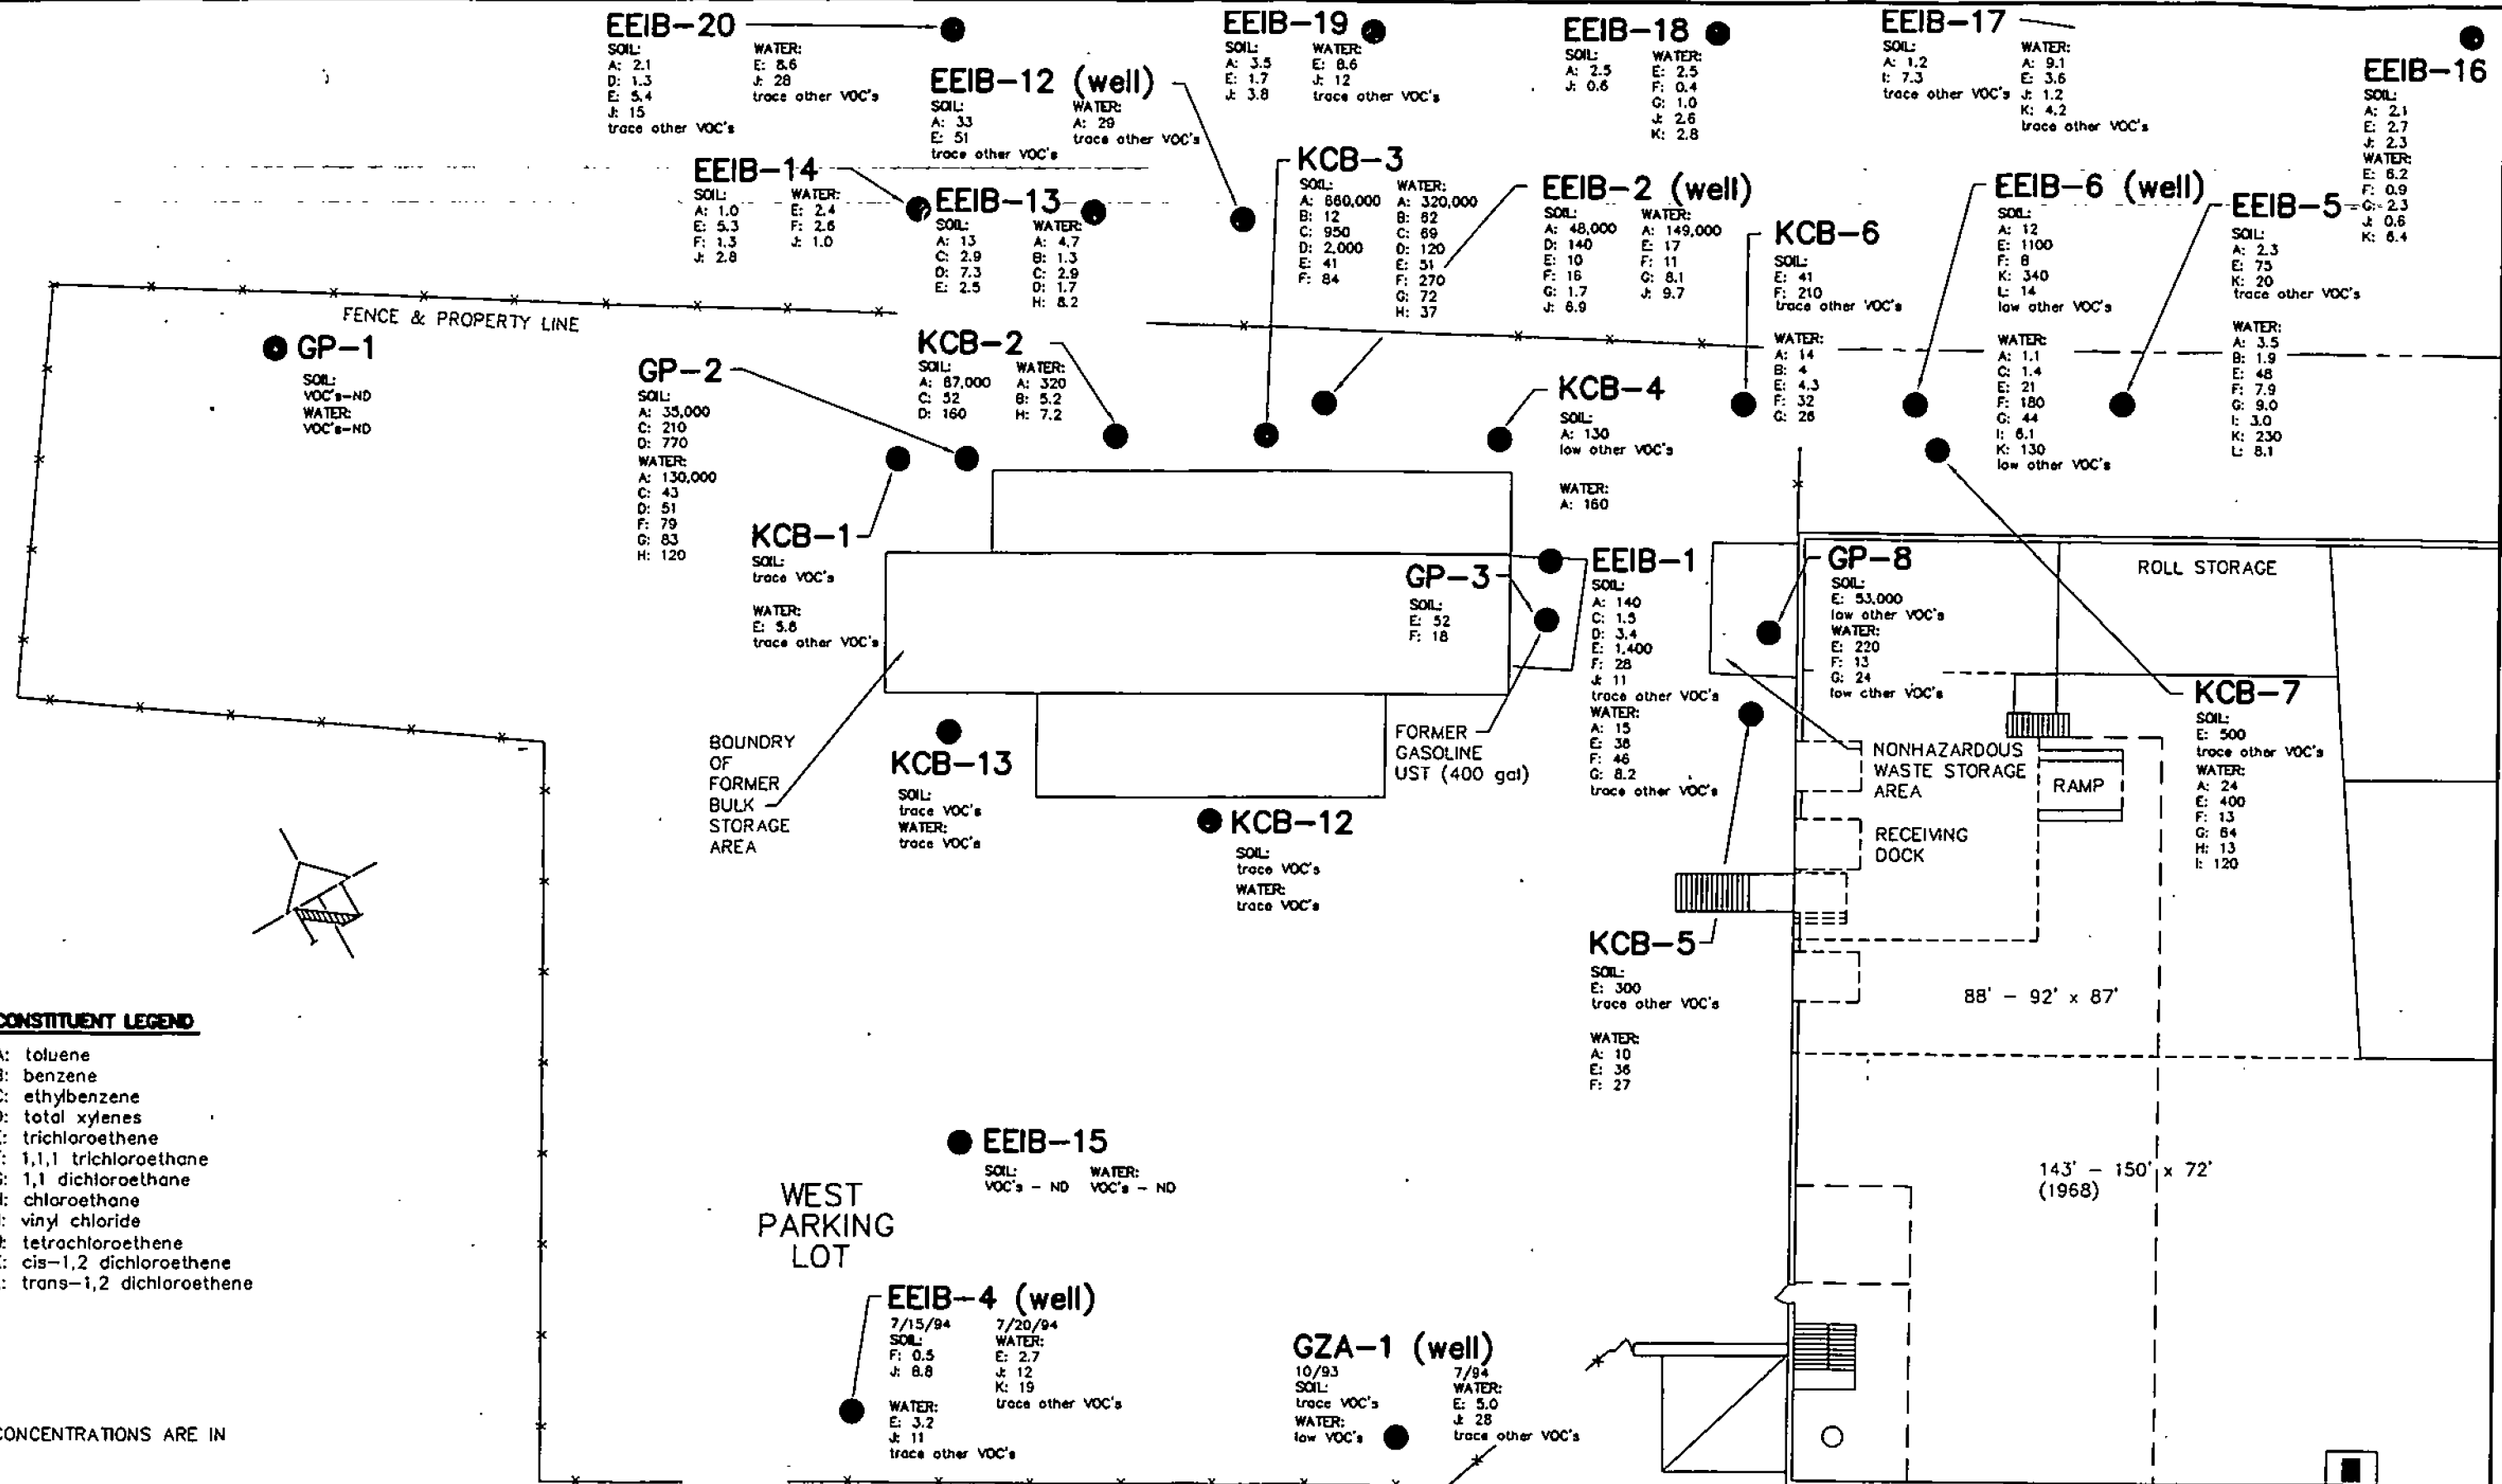 EEIB-20
SOIL:
A: 2.1
D: 1.3
E: 5.4
J: 15
trace other VOC's
WATER:
E: 8.6
J: 28
trace other VOC's
EEIB-12 (well)
SOIL:
A: 33
E: 51
trace other VOC's
WATER:
A: 29
trace other VOC's
EEIB-19
SOIL:
A: 3.5
E: 1.7
J: 3.8
WATER:
E: 8.6
J: 12
trace other VOC's
EEIB-18
SOIL:
A: 2.5
J: 0.6
WATER:
E: 2.5
F: 0.4
G: 1.0
J: 2.6
K: 2.8
EEIB-17
SOIL:
A: 1.2
I: 7.3
trace other VOC's
WATER:
A: 9.1
E: 3.6
J: 1.2
K: 4.2
trace other VOC's
EEIB-16
SOIL:
A: 2.1
E: 2.7
J: 2.3
WATER:
E: 6.2
F: 0.9
G: 2.3
J: 0.6
K: 6.4
EEIB-14
SOIL:
A: 1.0
E: 5.3
F: 1.3
J: 2.8
WATER:
E: 2.4
F: 2.6
J: 1.0
EEIB-13
SOIL:
A: 13
C: 2.9
D: 7.3
E: 2.5
WATER:
A: 4.7
B: 1.3
C: 2.9
D: 1.7
H: 8.2
KCB-3
SOIL:
A: 660,000
B: 12
C: 950
D: 2,000
E: 41
F: 84
WATER:
A: 320,000
B: 62
C: 69
D: 120
E: 51
F: 270
G: 72
H: 37
EEIB-2 (well)
SOIL:
A: 48,000
D: 140
E: 10
F: 16
G: 1.7
J: 6.9
WATER:
A: 149,000
E: 17
F: 11
G: 8.1
J: 9.7
KCB-6
SOIL:
E: 41
F: 210
trace other VOC's
WATER:
A: 14
B: 4
E: 4.3
F: 32
G: 26
EEIB-6 (well)
SOIL:
A: 12
E: 1100
F: 8
K: 340
L: 14
low other VOC's
WATER:
A: 1.1
C: 1.4
E: 21
F: 180
G: 44
I: 6.1
K: 130
low other VOC's
EEIB-5
SOIL:
A: 2.3
E: 75
K: 20
trace other VOC's
WATER:
A: 3.5
B: 1.9
E: 48
F: 7.9
G: 9.0
I: 3.0
K: 230
L: 8.1
FENCE & PROPERTY LINE
GP-1
SOIL:
VOC's-ND
WATER:
VOC's-ND
GP-2
SOIL:
A: 35,000
C: 210
D: 770
WATER:
A: 130,000
C: 43
D: 51
F: 79
G: 83
H: 120
KCB-2
SOIL:
A: 67,000
C: 52
D: 160
WATER:
A: 320
B: 5.2
H: 7.2
KCB-4
SOIL:
A: 130
low other VOC's
WATER:
A: 160
KCB-1
SOIL:
trace VOC's
WATER:
E: 5.8
trace other VOC's
GP-3
SOIL:
E: 52
F: 18
EEIB-1
SOIL:
A: 140
C: 1.5
D: 3.4
E: 1,400
F: 28
J: 11
trace other VOC's
WATER:
A: 15
E: 38
F: 46
G: 8.2
trace other VOC's
GP-8
SOIL:
E: 53,000
low other VOC's
WATER:
E: 220
F: 13
G: 24
low other VOC's
ROLL STORAGE
KCB-7
SOIL:
E: 500
trace other VOC's
WATER:
A: 24
E: 400
F: 13
G: 64
H: 13
I: 120
BOUNDRY
OF
FORMER
BULK
STORAGE
AREA
KCB-13
SOIL:
trace VOC's
WATER:
trace VOC's
KCB-12
SOIL:
trace VOC's
WATER:
trace VOC's
FORMER
GASOLINE
UST (400 gal)
NONHAZARDOUS
WASTE STORAGE
AREA
RAMP
RECEIVING
DOCK
KCB-5
SOIL:
E: 300
trace other VOC's
WATER:
A: 10
E: 36
F: 27
88' - 92' x 87'
143' - 150' x 72'
(1968)
CONSTITUENT LEGEND
A: toluene
B: benzene
C: ethylbenzene
D: total xylenes
E: trichloroethene
F: 1,1,1 trichloroethane
G: 1,1 dichloroethane
H: chloroethane
I: vinyl chloride
J: tetrachloroethene
K: cis-1,2 dichloroethene
L: trans-1,2 dichloroethene
CONCENTRATIONS ARE IN
EEIB-15
SOIL:
VOC's - ND
WATER:
VOC's - ND
WEST
PARKING
LOT
EEIB-4 (well)
7/15/94
SOIL:
F: 0.5
J: 8.8
WATER:
E: 3.2
J: 11
trace other VOC's
7/20/94
WATER:
E: 2.7
J: 12
K: 19
trace other VOC's
GZA-1 (well)
10/93
SOIL:
trace VOC's
WATER:
low VOC's
7/94
WATER:
E: 5.0
J: 28
trace other VOC's